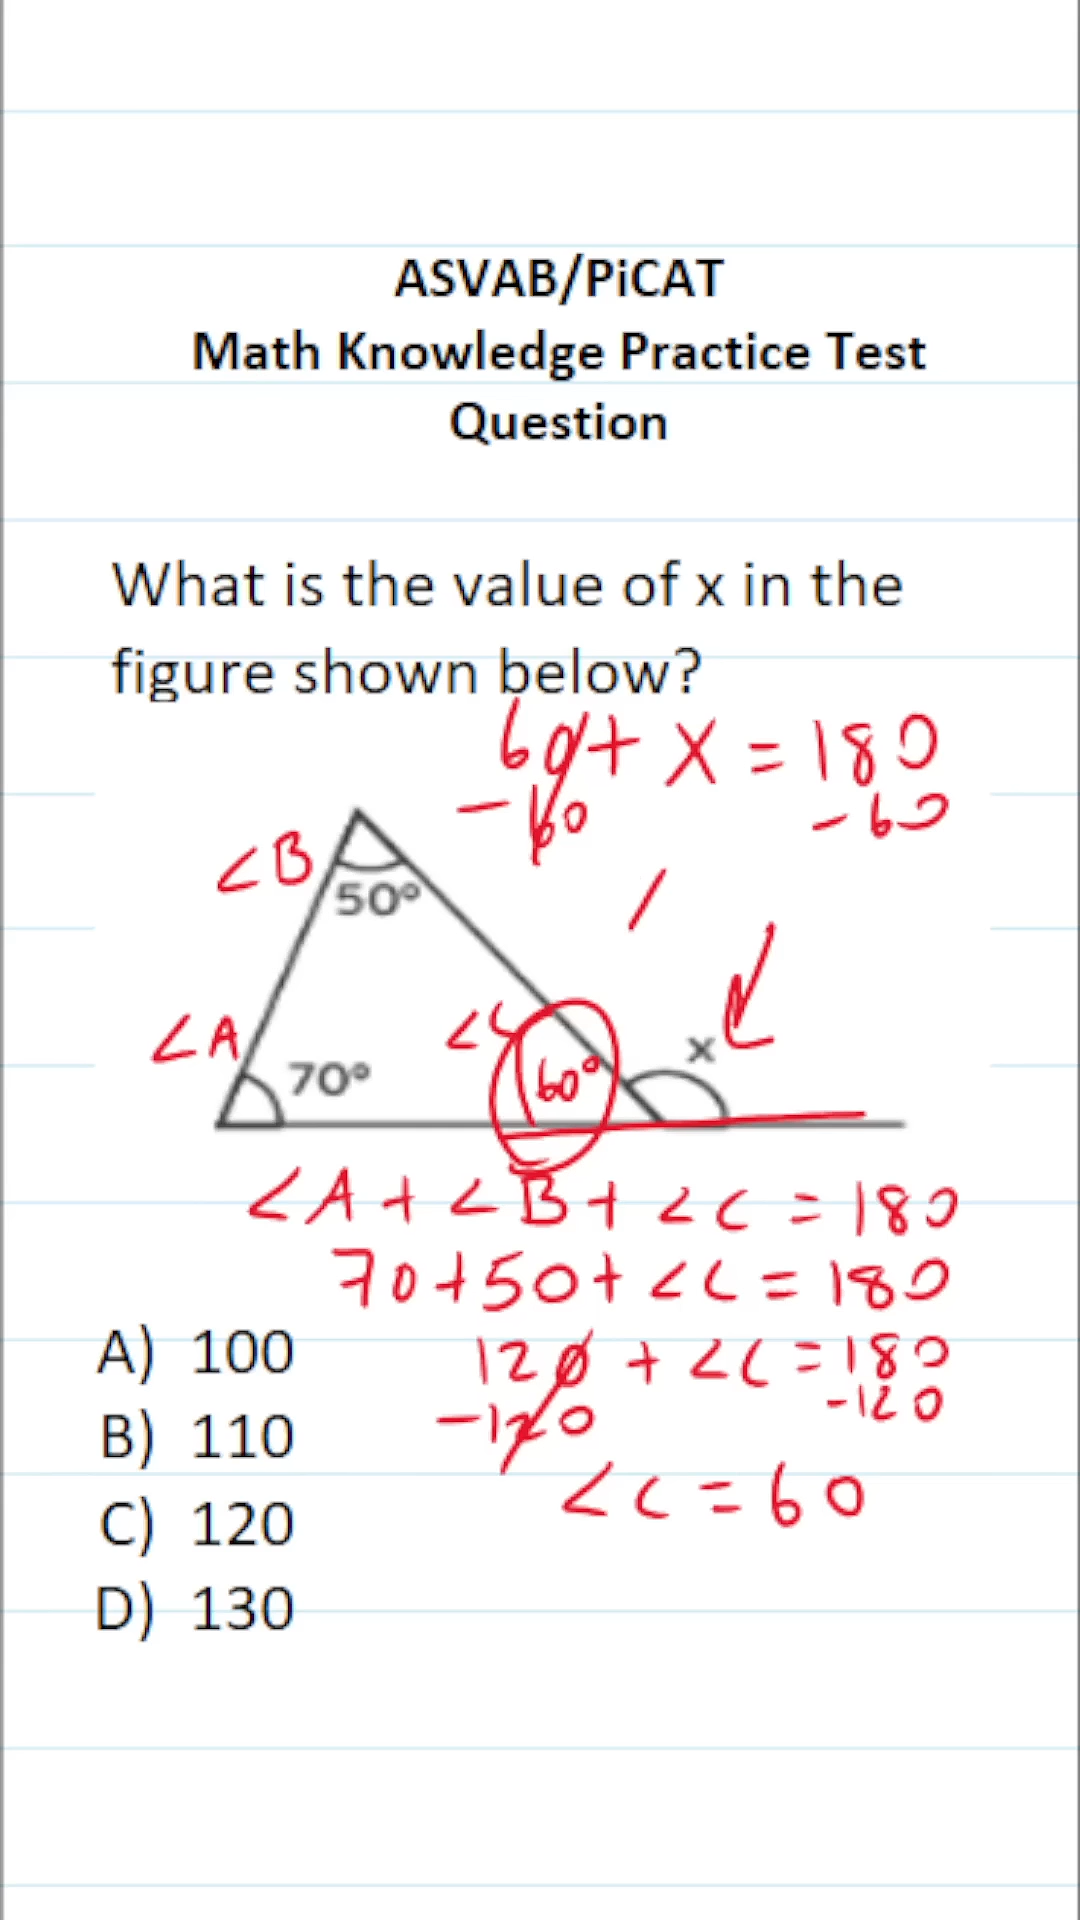 ASVAB/PiCAT
Math Knowledge Practice Test
Question
What is the value of x in the
figure shown below?
60 + X = 180
-60 -60
<B
50°
<A
70°
<C
60°
x
<A + <B + <C = 180
70 + 50 + <C = 180
120 + <C = 180
-120 -120
<C = 60
A) 100
B) 110
C) 120
D) 130